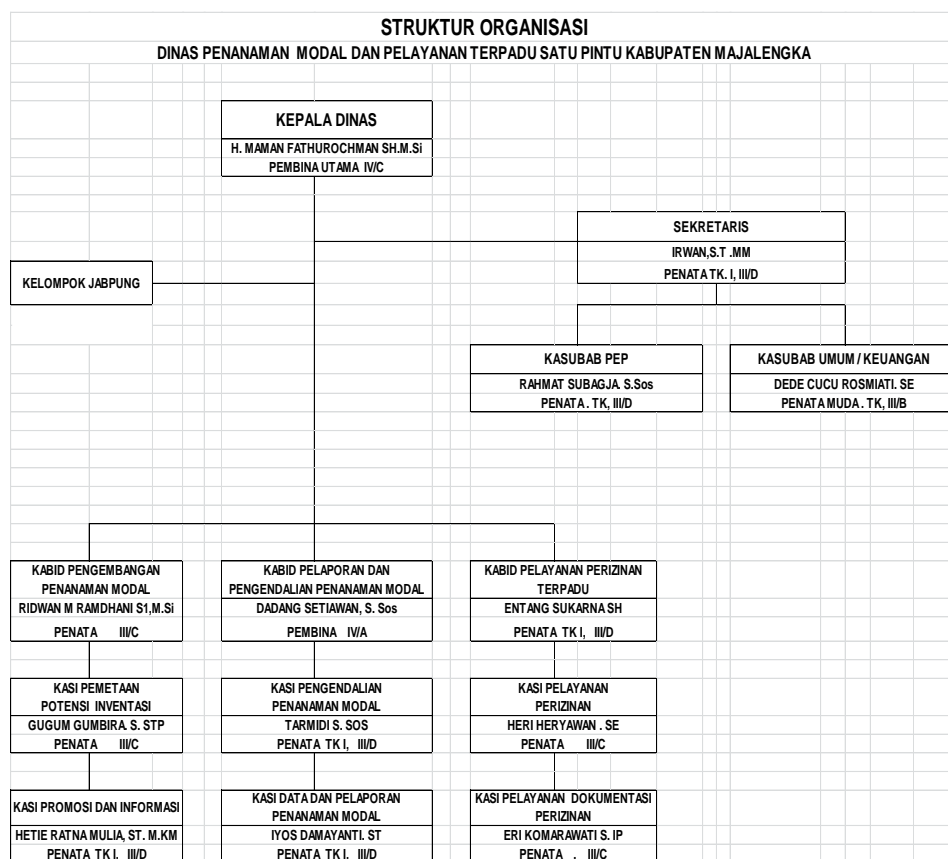 STRUKTUR ORGANISASI
DINAS PENANAMAN MODAL DAN PELAYANAN TERPADU SATU PINTU KABUPATEN MAJALENGKA
KEPALA DINAS
H. MAMAN FATHUROCHMAN SH.M.Si
PEMBINA UTAMA IV/C
SEKRETARIS
IRWAN,S.T .MM
PENATA TK. I, III/D
KELOMPOK JABPUNG
KASUBAB PEP
RAHMAT SUBAGJA. S.Sos
PENATA . TK, III/D
KASUBAB UMUM / KEUANGAN
DEDE CUCU ROSMIATI. SE
PENATA MUDA . TK, III/B
KABID PENGEMBANGAN
PENANAMAN MODAL
RIDWAN M RAMDHANI S1,M.Si
PENATA III/C
KABID PELAPORAN DAN
PENGENDALIAN PENANAMAN MODAL
DADANG SETIAWAN, S. Sos
PEMBINA IV/A
KABID PELAYANAN PERIZINAN
TERPADU
ENTANG SUKARNA SH
PENATA TK I, III/D
KASI PEMETAAN
POTENSI INVENTASI
GUGUM GUMBIRA. S. STP
PENATA III/C
KASI PENGENDALIAN
PENANAMAN MODAL
TARMIDI S. SOS
PENATA TK I, III/D
KASI PELAYANAN
PERIZINAN
HERI HERYAWAN . SE
PENATA III/C
KASI PROMOSI DAN INFORMASI
HETIE RATNA MULIA, ST. M.KM
PENATA TK I, III/D
KASI DATA DAN PELAPORAN
PENANAMAN MODAL
IYOS DAMAYANTI. ST
PENATA TK I, III/D
KASI PELAYANAN DOKUMENTASI
PERIZINAN
ERI KOMARAWATI S. IP
PENATA , III/C